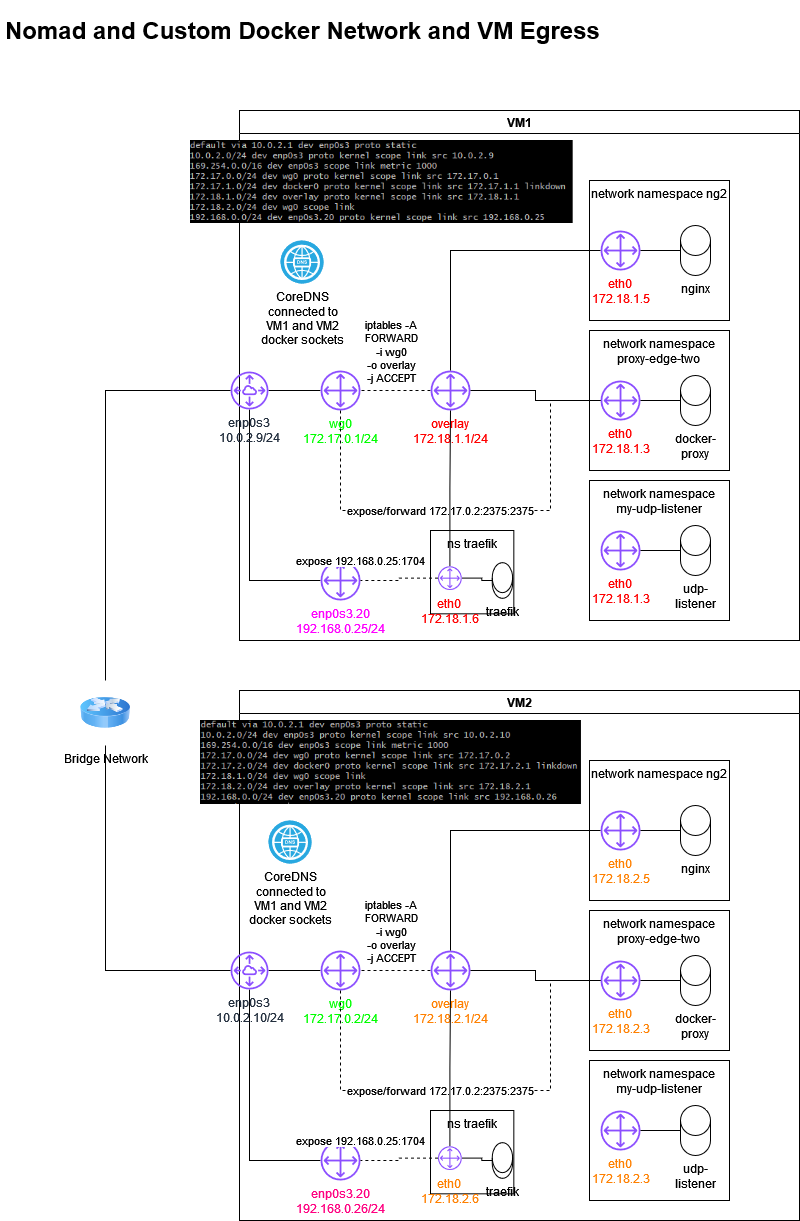 Nomad and Custom Docker Network and VM Egress
VM1
default via 10.0.2.1 dev enp0s3 proto static
10.0.2.0/24 dev enp0s3 proto kernel scope link src 10.0.2.9
169.254.0.0/16 dev enp0s3 scope link metric 1000
172.17.0.0/24 dev wg0 proto kernel scope link src 172.17.0.1
172.17.1.0/24 dev docker0 proto kernel scope link src 172.17.1.1 linkdown
172.18.1.0/24 dev overlay proto kernel scope link src 172.18.1.1
172.18.2.0/24 dev wg0 scope link
192.168.0.0/24 dev enp0s3.20 proto kernel scope link src 192.168.0.25
network namespace ng2
eth0
172.18.1.5
nginx
DNS
CoreDNS
connected to
VM1 and VM2
docker sockets
iptables -A
FORWARD
-i wg0
-o overlay
-j ACCEPT
network namespace
proxy-edge-two
eth0
172.18.1.3
docker-
proxy
enp0s3
10.0.2.9/24
wg0
172.17.0.1/24
overlay
172.18.1.1/24
expose/forward 172.17.0.2:2375:2375
network namespace
my-udp-listener
eth0
172.18.1.3
udp-
listener
ns traefik
expose 192.168.0.25:1704
eth0
172.18.1.6
traefik
enp0s3.20
192.168.0.25/24
Bridge Network
VM2
default via 10.0.2.1 dev enp0s3 proto static
10.0.2.0/24 dev enp0s3 proto kernel scope link src 10.0.2.10
169.254.0.0/16 dev enp0s3 scope link metric 1000
172.17.0.0/24 dev wg0 proto kernel scope link src 172.17.0.2
172.17.2.0/24 dev docker0 proto kernel scope link src 172.17.2.1 linkdown
172.18.1.0/24 dev wg0 scope link
172.18.2.0/24 dev overlay proto kernel scope link src 172.18.2.1
192.168.0.0/24 dev enp0s3.20 proto kernel scope link src 192.168.0.26
network namespace ng2
eth0
172.18.2.5
nginx
DNS
CoreDNS
connected to
VM1 and VM2
docker sockets
iptables -A
FORWARD
-i wg0
-o overlay
-j ACCEPT
network namespace
proxy-edge-two
eth0
172.18.2.3
docker-
proxy
enp0s3
10.0.2.10/24
wg0
172.17.0.2/24
overlay
172.18.2.1/24
expose/forward 172.17.0.2:2375:2375
network namespace
my-udp-listener
eth0
172.18.2.3
udp-
listener
ns traefik
expose 192.168.0.25:1704
eth0
172.18.2.6
traefik
enp0s3.20
192.168.0.26/24